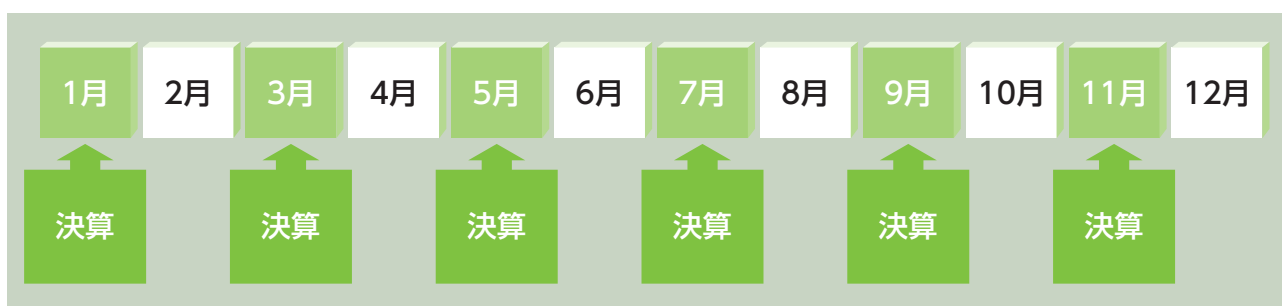 1月 2月 3月 4月 5月 6月 7月 8月 9月 10月 11月 12月
決算 決算 決算 決算 決算 決算